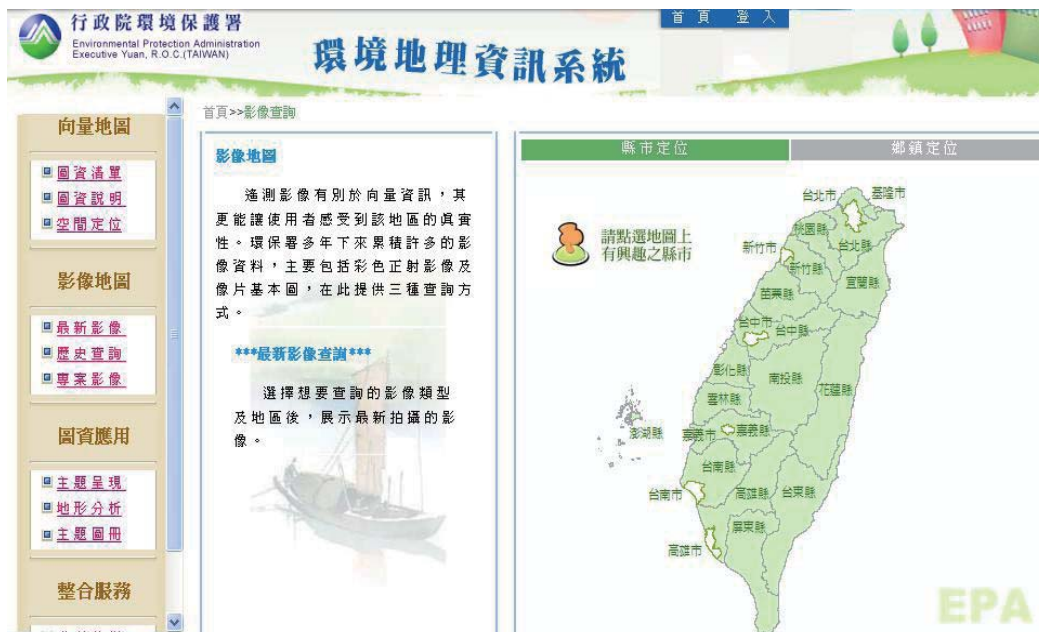 行政院環境保護署
Environmental Protection Administration
Executive Yuan, R.O.C.(TAIWAN)
環境地理資訊系統
首頁 登入
向量地圖
圖資清單
圖資說明
空間定位
影像地圖
最新影像
歷史查詢
專案影像
圖資應用
主題呈現
地形分析
主題圖冊
整合服務
首頁>>影像查詢
影像地圖
遙測影像有別於向量資訊，其
更能讓使用者感受到該地區的真實
性。環保署多年下來累積許多的影
像資料，主要包括彩色正射影像及
像片基本圖，在此提供三種查詢方
式。
***最新影像查詢***
選擇想要查詢的影像類型
及地區後，展示最新拍攝的影
像。
縣市定位
鄉鎮定位
請點選地圖上
有興趣之縣市
台北市
基隆市
桃園縣
台北縣
新竹市
新竹縣
宜蘭縣
苗栗縣
台中市
台中縣
彰化縣
南投縣
花蓮縣
雲林縣
澎湖縣
嘉義市
嘉義縣
台南縣
台南市
高雄縣
台東縣
屏東縣
高雄市
EPA